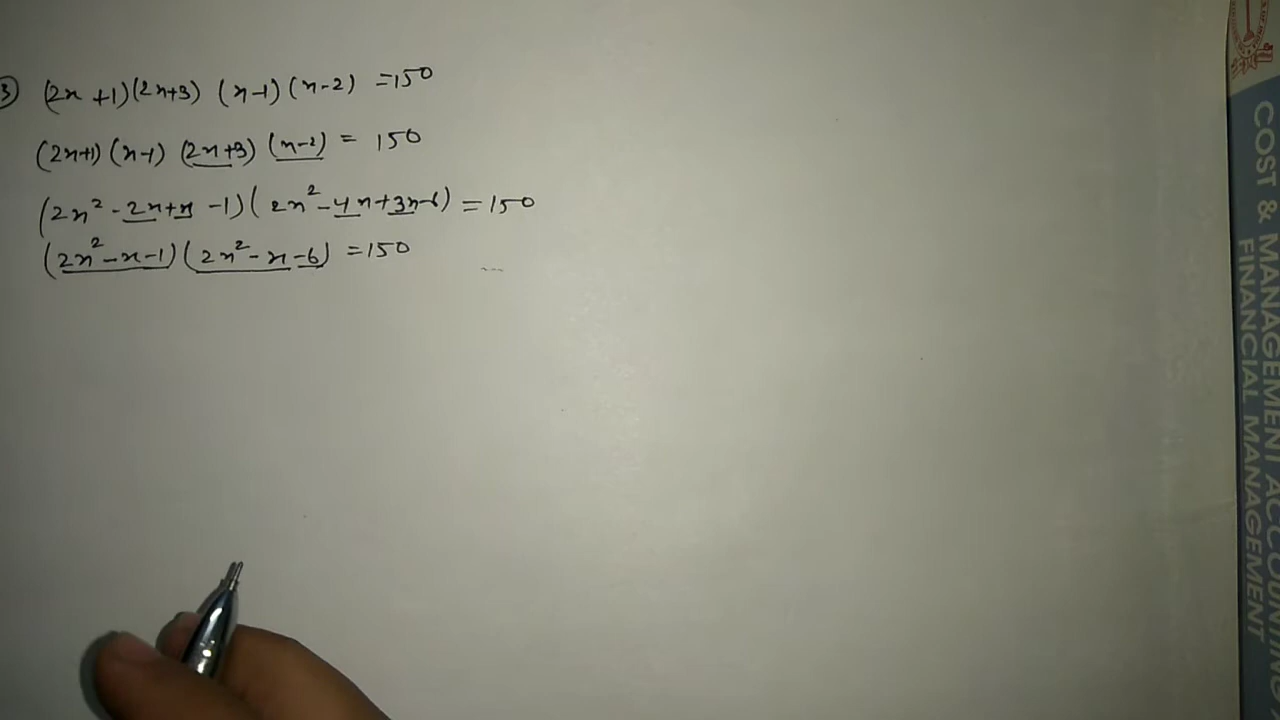 3) (2x+1)(2x+3) (x-1)(x-2) = 150
(2x+1)(x-1) (2x+3) (x-2) = 150
(2x²-2x+x-1)(2x²-4x+3x-6) = 150
(2x²-x-1)(2x²-x-6) = 150
COST & MANAGEMENT ACCOUNTING
FINANCIAL MANAGEMENT